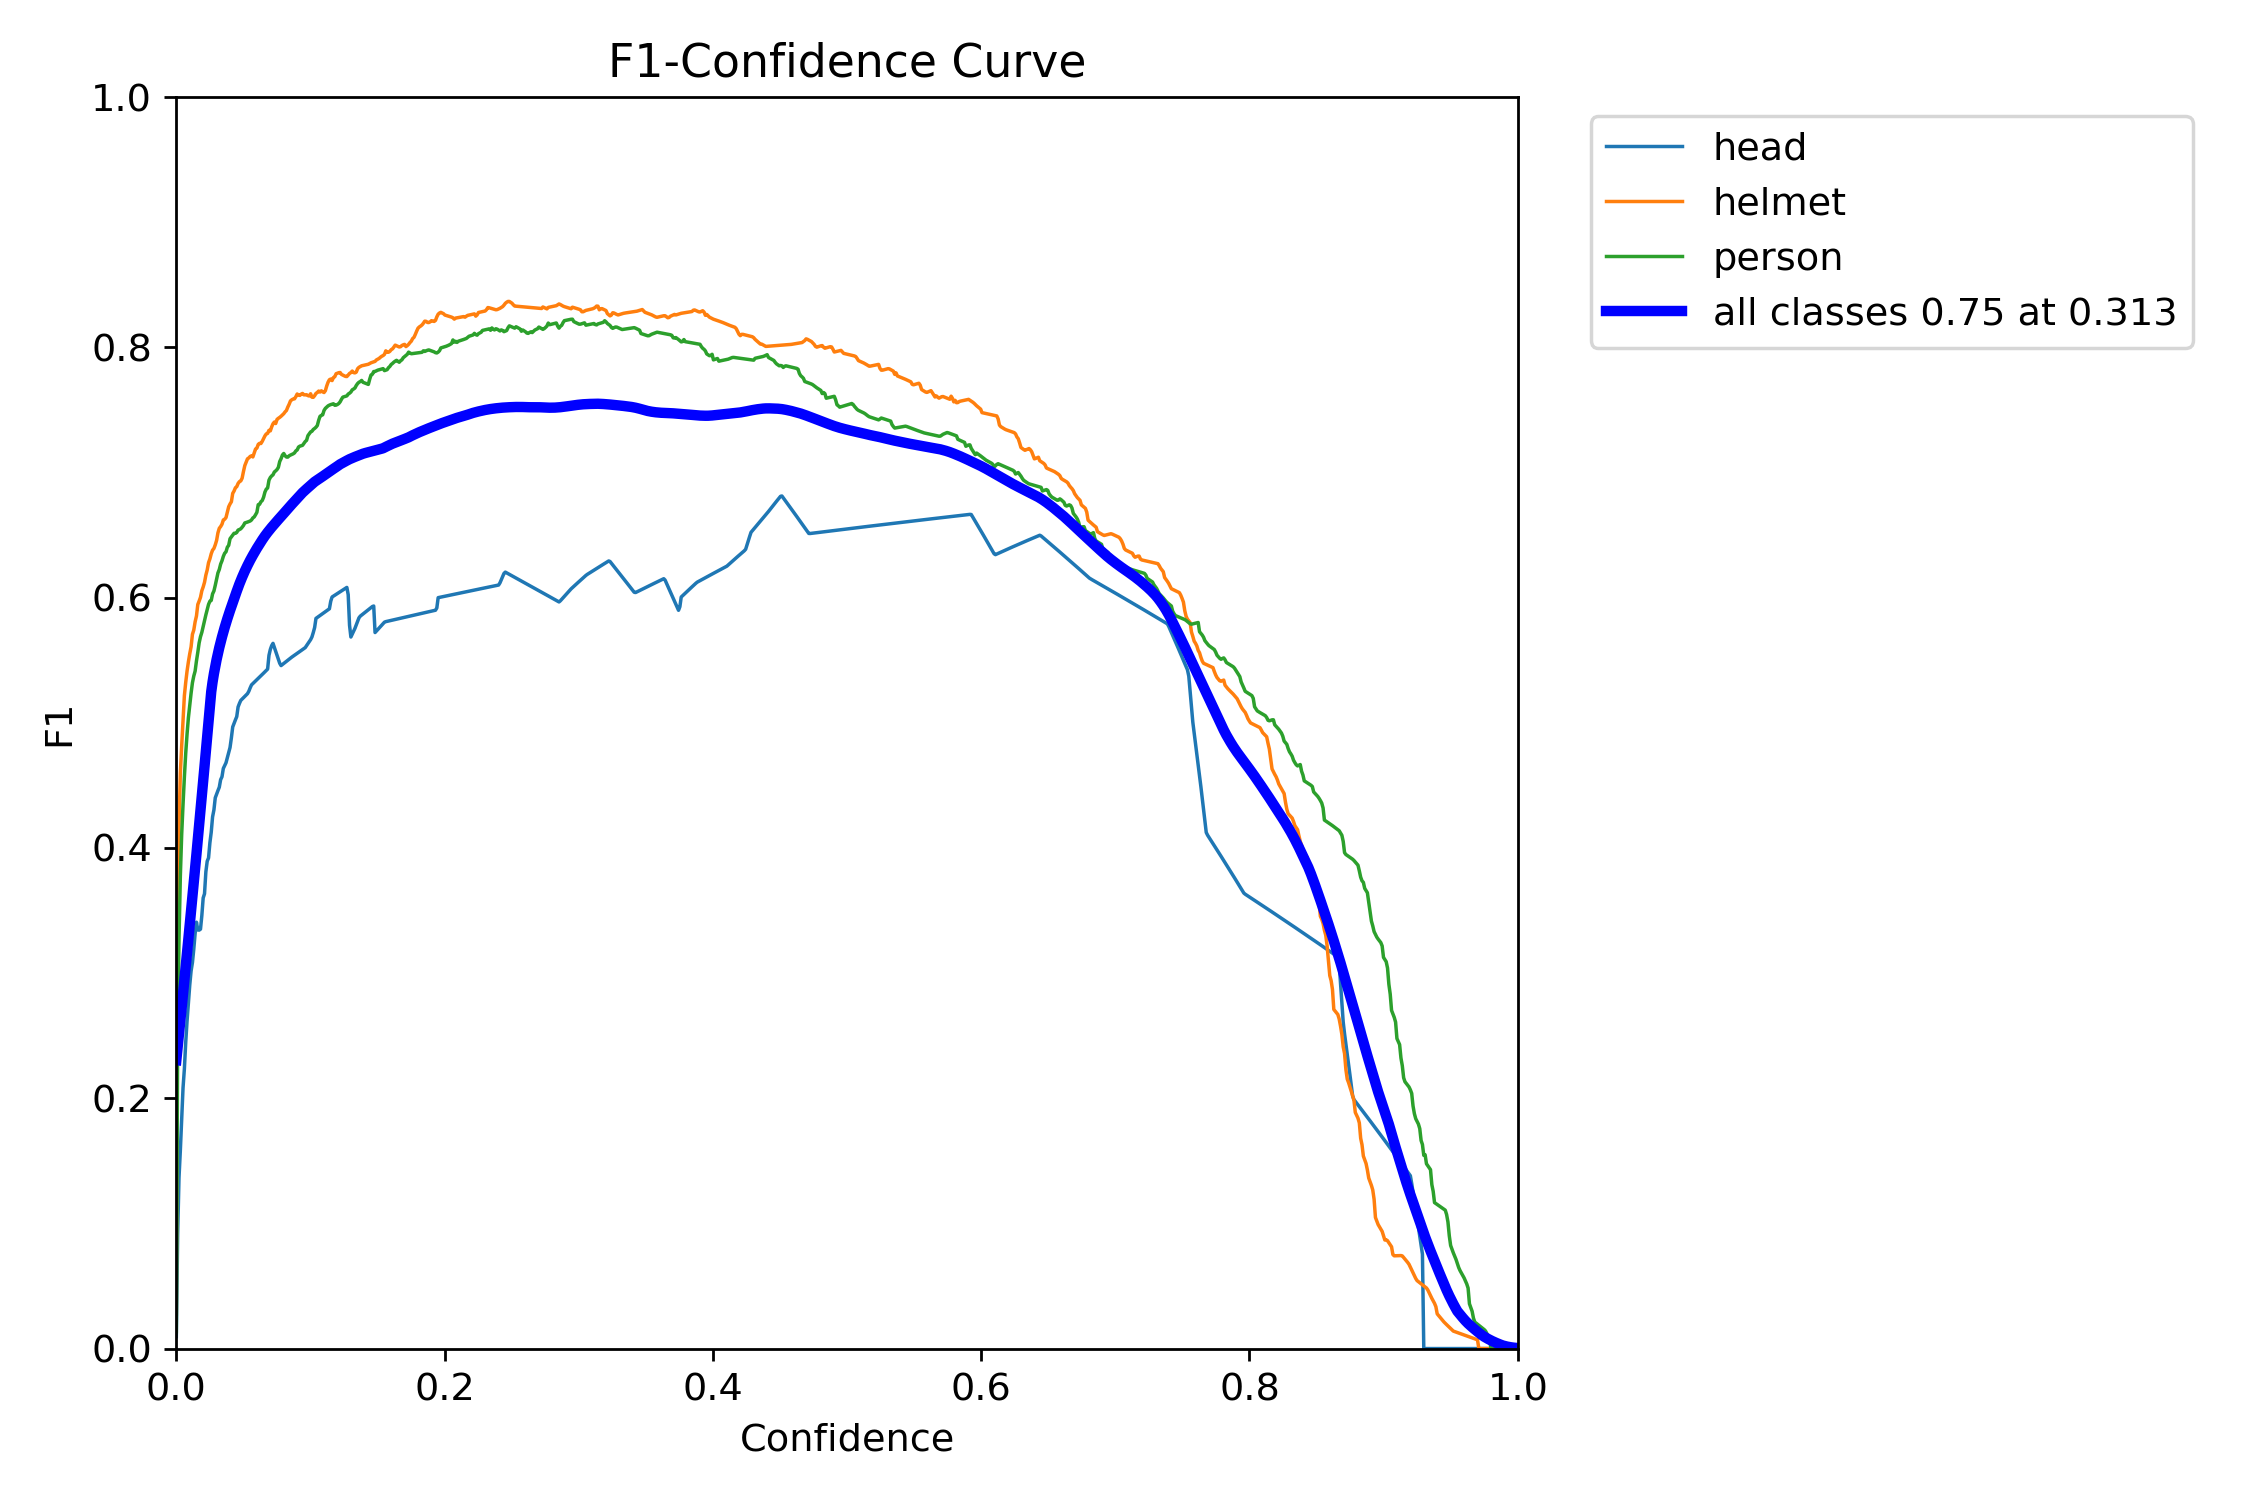 F1-Confidence Curve
1.0
0.8
0.6
0.4
0.2
0.0
F1
0.0 0.2 0.4 0.6 0.8 1.0
Confidence
head
helmet
person
all classes 0.75 at 0.313